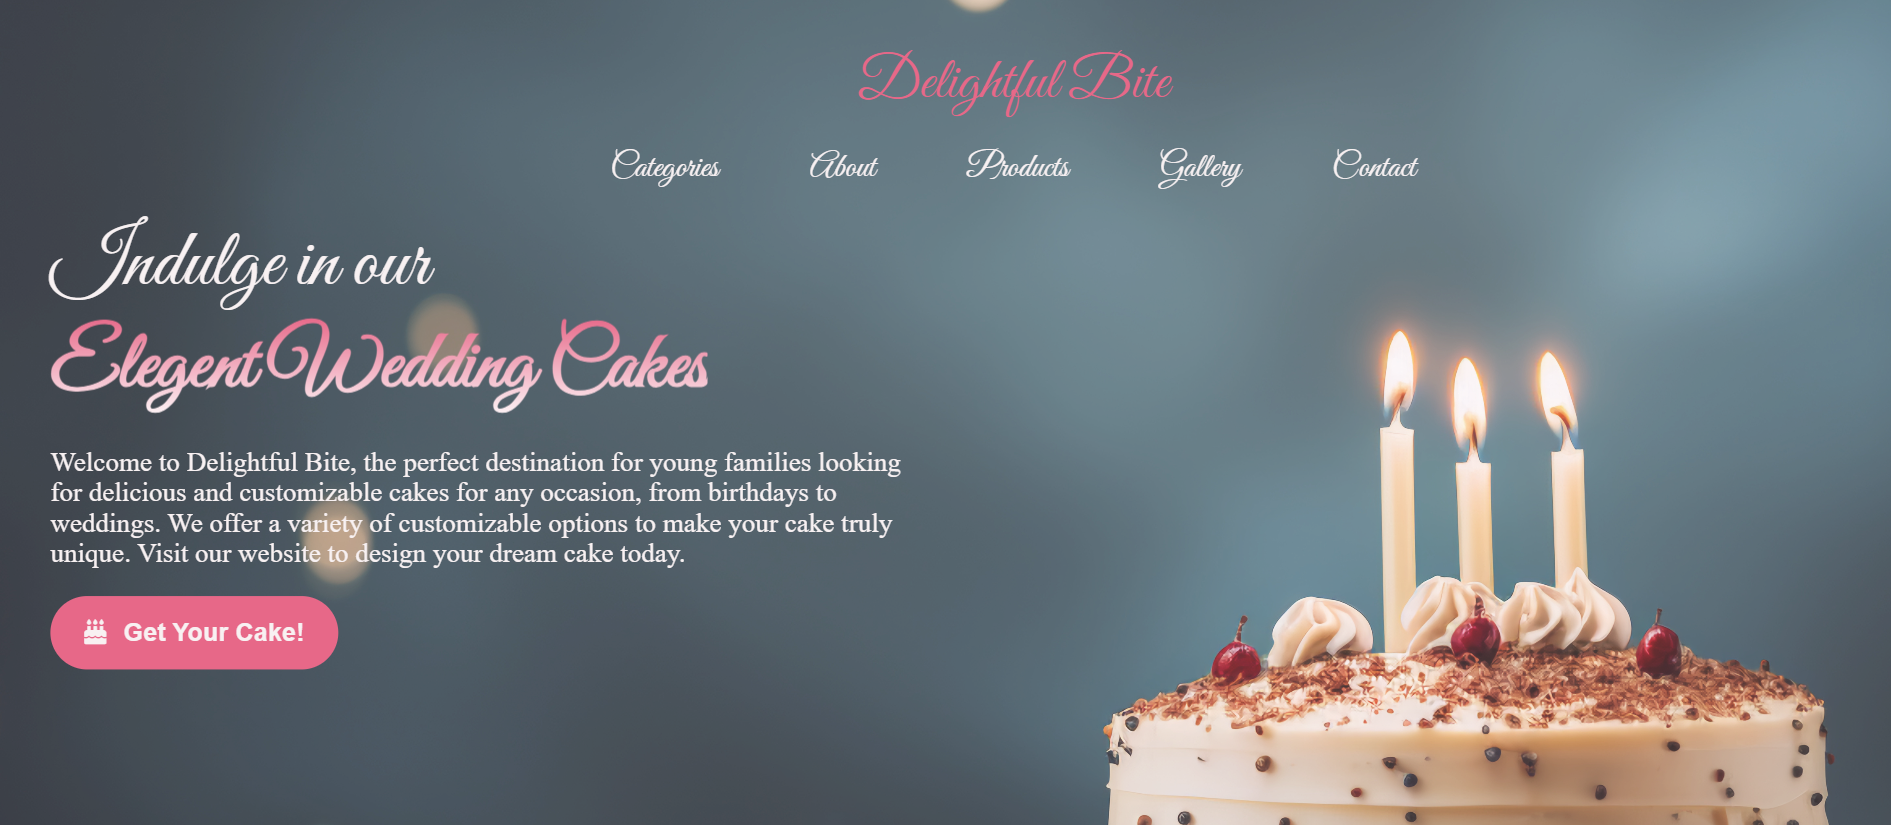 Delightful Bite
Categories About Products Gallery Contact
Indulge in our
Elegent Wedding Cakes
Welcome to Delightful Bite, the perfect destination for young families looking
for delicious and customizable cakes for any occasion, from birthdays to
weddings. We offer a variety of customizable options to make your cake truly
unique. Visit our website to design your dream cake today.
Get Your Cake!